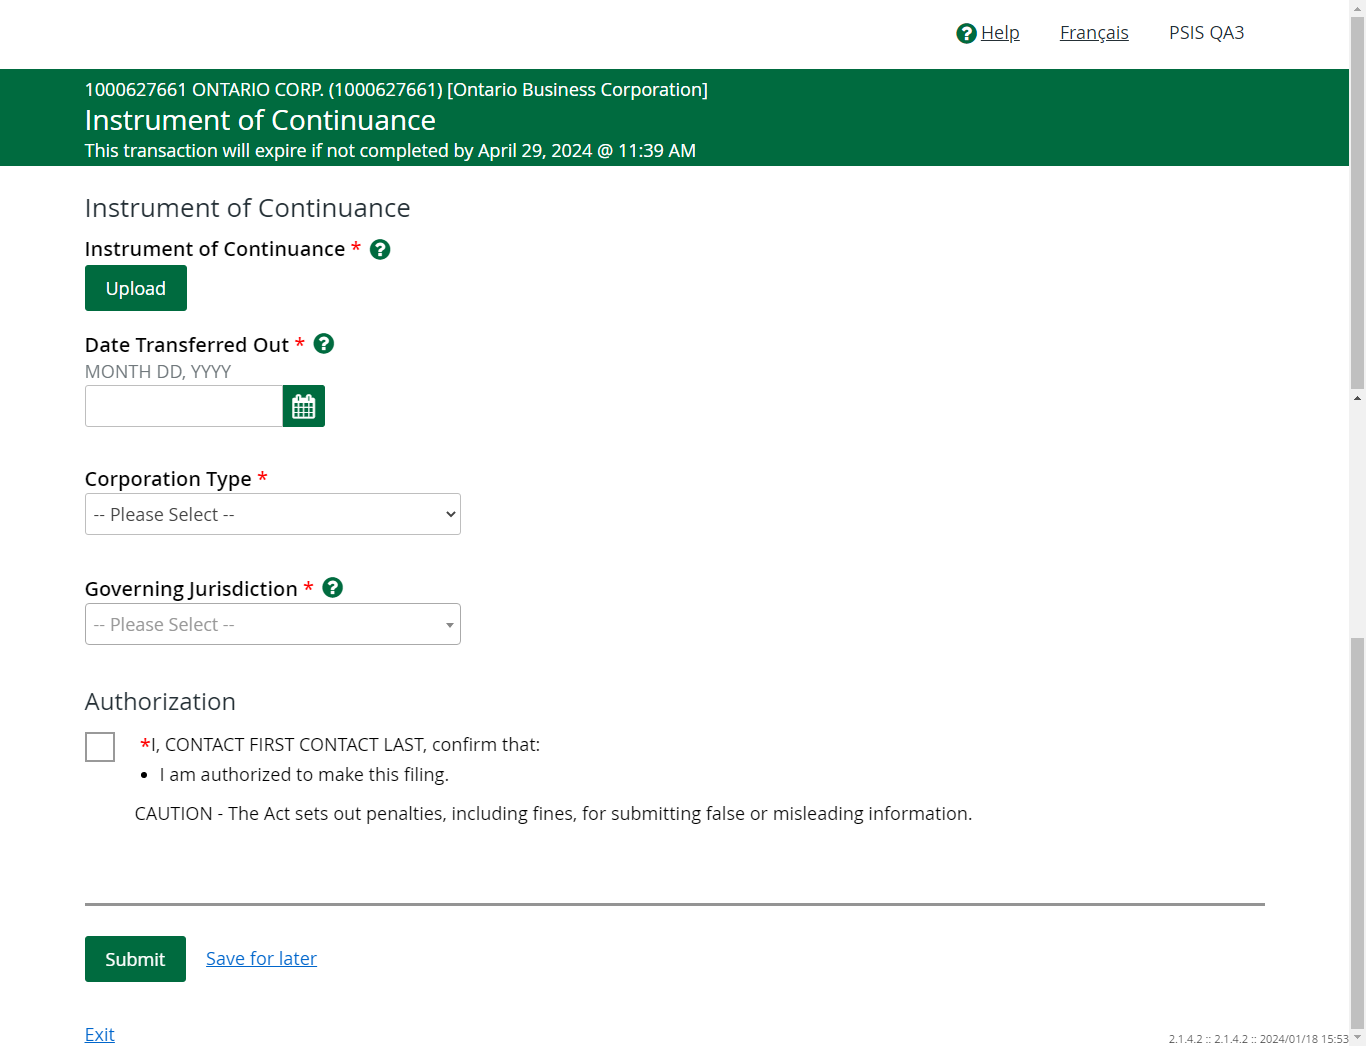 Help Français PSIS QA3
1000627661 ONTARIO CORP. (1000627661) [Ontario Business Corporation]
Instrument of Continuance
This transaction will expire if not completed by April 29, 2024 @ 11:39 AM
Instrument of Continuance
Instrument of Continuance *
Upload
Date Transferred Out *
MONTH DD, YYYY
Corporation Type *
-- Please Select --
Governing Jurisdiction *
-- Please Select --
Authorization
*I, CONTACT FIRST CONTACT LAST, confirm that:
• I am authorized to make this filing.
CAUTION - The Act sets out penalties, including fines, for submitting false or misleading information.
Submit Save for later
Exit
2.1.4.2 :: 2.1.4.2 :: 2024/01/18 15:53